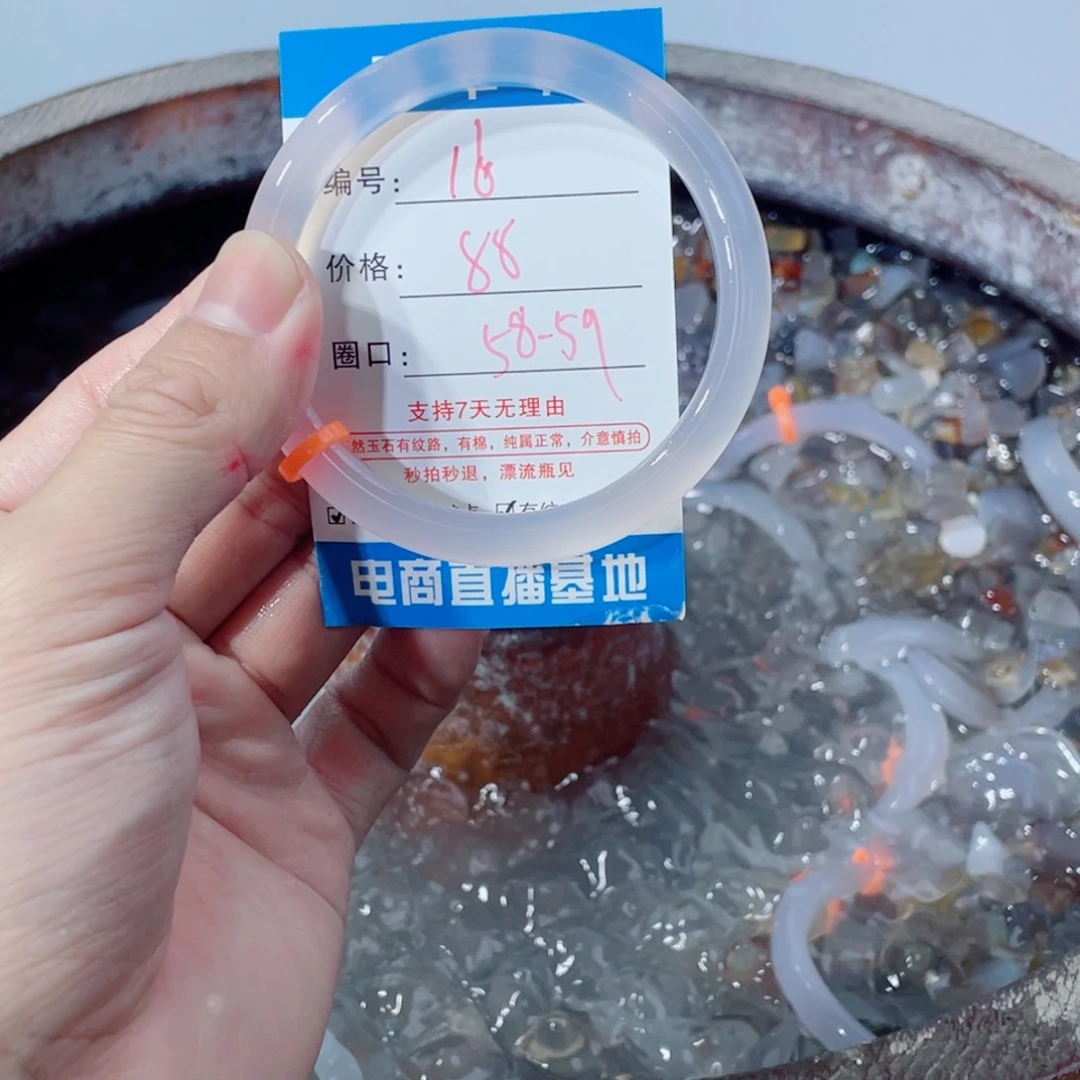 编号: 16
价格: 88
圈口: 58-59
支持7天无理由
然玉石有纹路,有棉,纯属正常,介意慎拍
秒拍秒退,漂流瓶见
电商直播基地